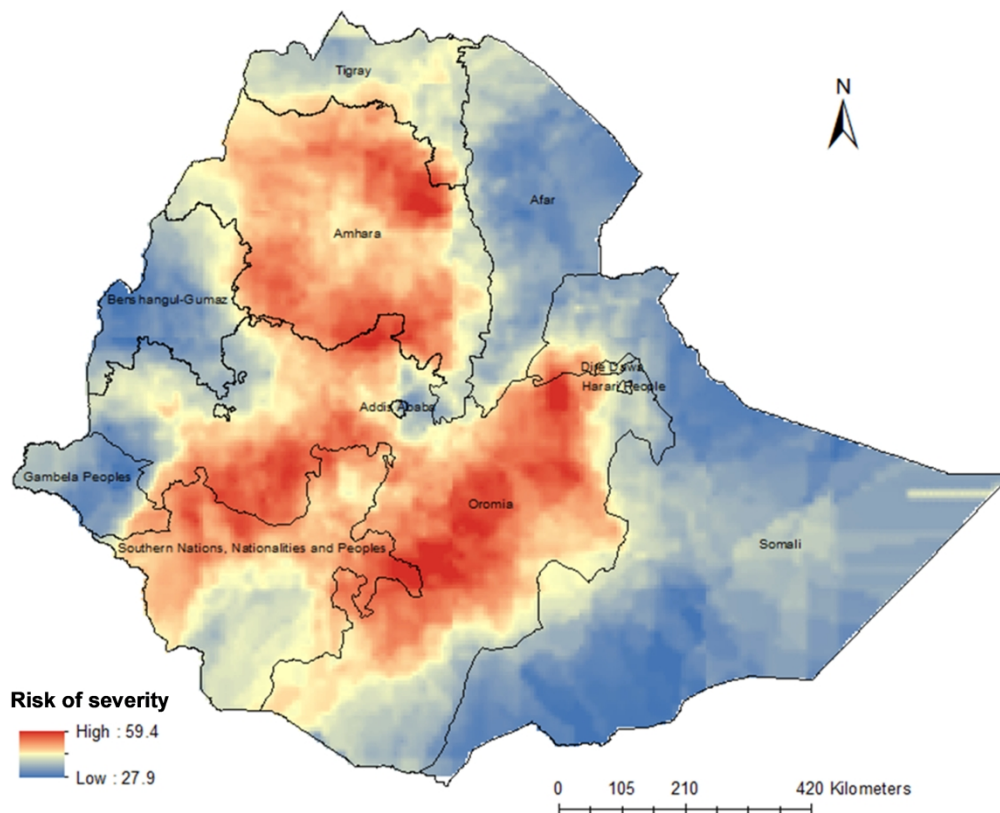 N
Tigray
Afar
Amhara
Benshangul-Gumaz
Dire Dawa
Harari People
Addis Ababa
Gambela Peoples
Oromia
Southern Nations, Nationalities and Peoples
Somali
Risk of severity
High : 59.4
Low : 27.9
0 105 210 420 Kilometers